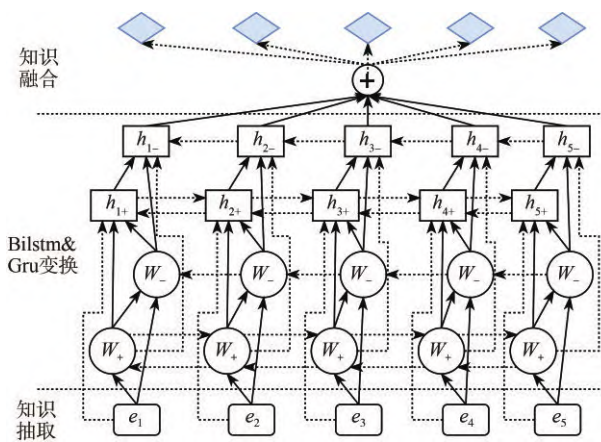 知识
融合
+
h1- h2- h3- h4- h5-
h1+ h2+ h3+ h4+ h5+
Bilstm&
Gru变换
W- W- W- W- W-
W+ W+ W+ W+ W+
知识
抽取
e1 e2 e3 e4 e5